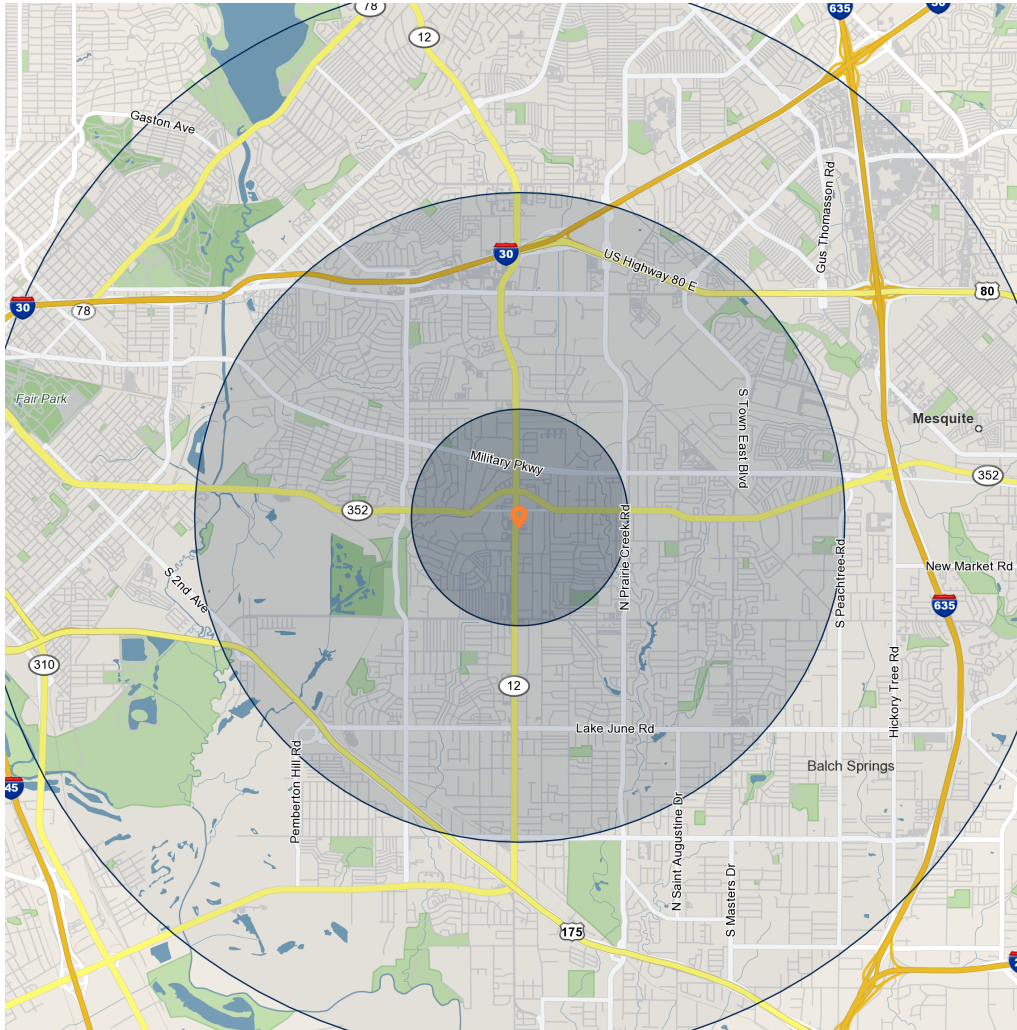 78
12
635
30
Gaston Ave
Gus Thomasson Rd
30
US Highway 80 E
80
30
78
Fair Park
S Town East Blvd
Mesquite
Military Pkwy
352
352
N Prairie Creek Rd
S Peachtree Rd
New Market Rd
S 2nd Ave
635
310
Hickory Tree Rd
12
Lake June Rd
Pemberton Hill Rd
Balch Springs
45
N Saint Augustine Dr
S Masters Dr
175